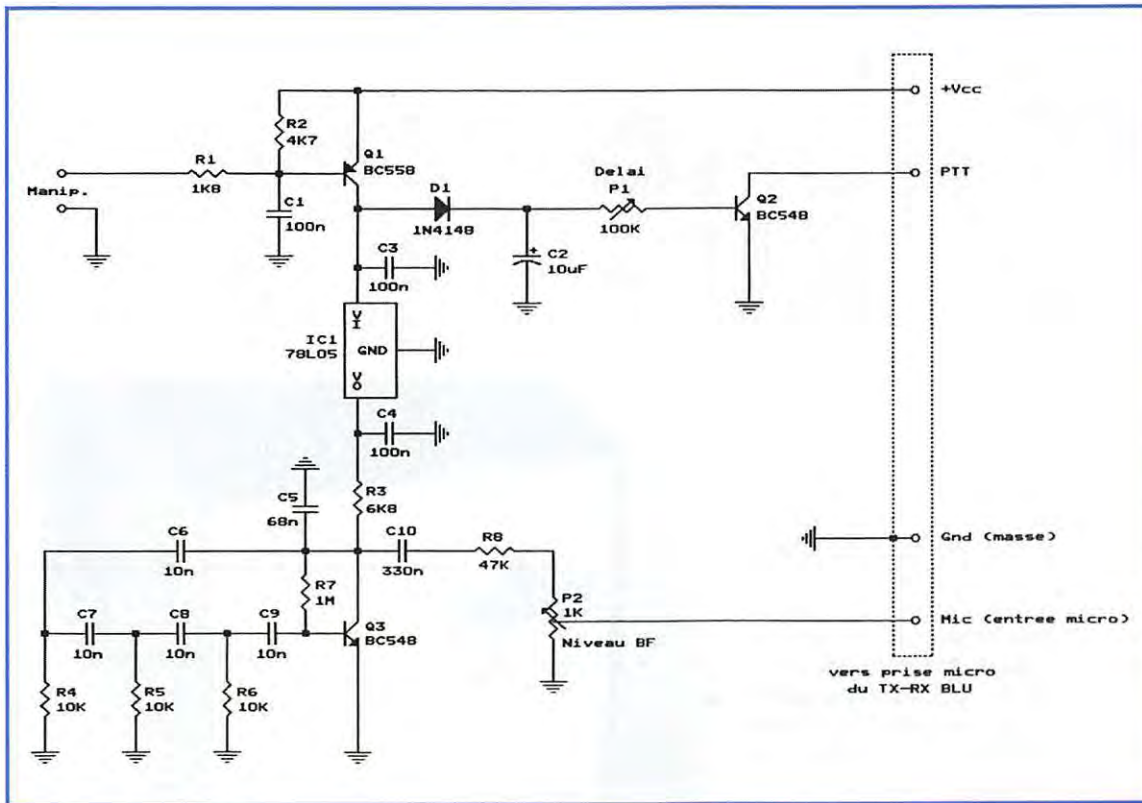 +Vcc
R2
4K7
Q1
BC558
R1
1K8
Manip.
D1
1N4148
Delai
P1
100K
PTT
Q2
BC548
C1
100n
C2
+
10uF
C3
100n
IC1
78L05
VI
GND
VO
C4
100n
C5
68n
R3
6K8
C6
10n
C10
330n
R8
47K
Gnd (masse)
R7
1M
P2
1K
Niveau BF
Mic (entree micro)
C7
10n
C8
10n
C9
10n
Q3
BC548
R4
10K
R5
10K
R6
10K
vers prise micro
du TX-RX BLU